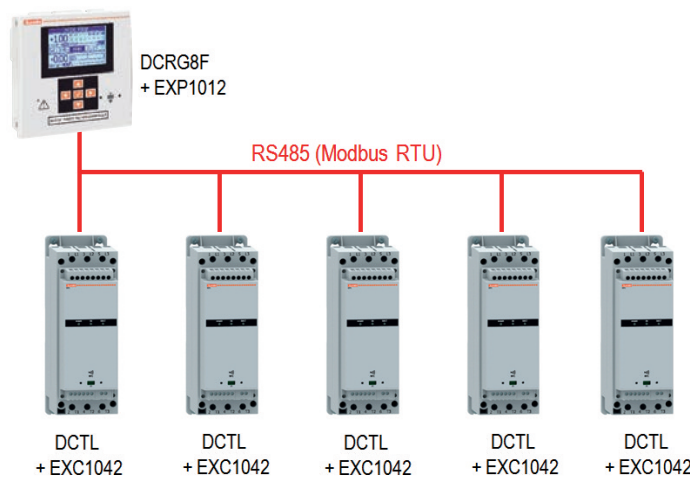 DCRG8F
+ EXP1012
RS485 (Modbus RTU)
DCTL
+ EXC1042
DCTL
+ EXC1042
DCTL
+ EXC1042
DCTL
+ EXC1042
DCTL
+ EXC1042